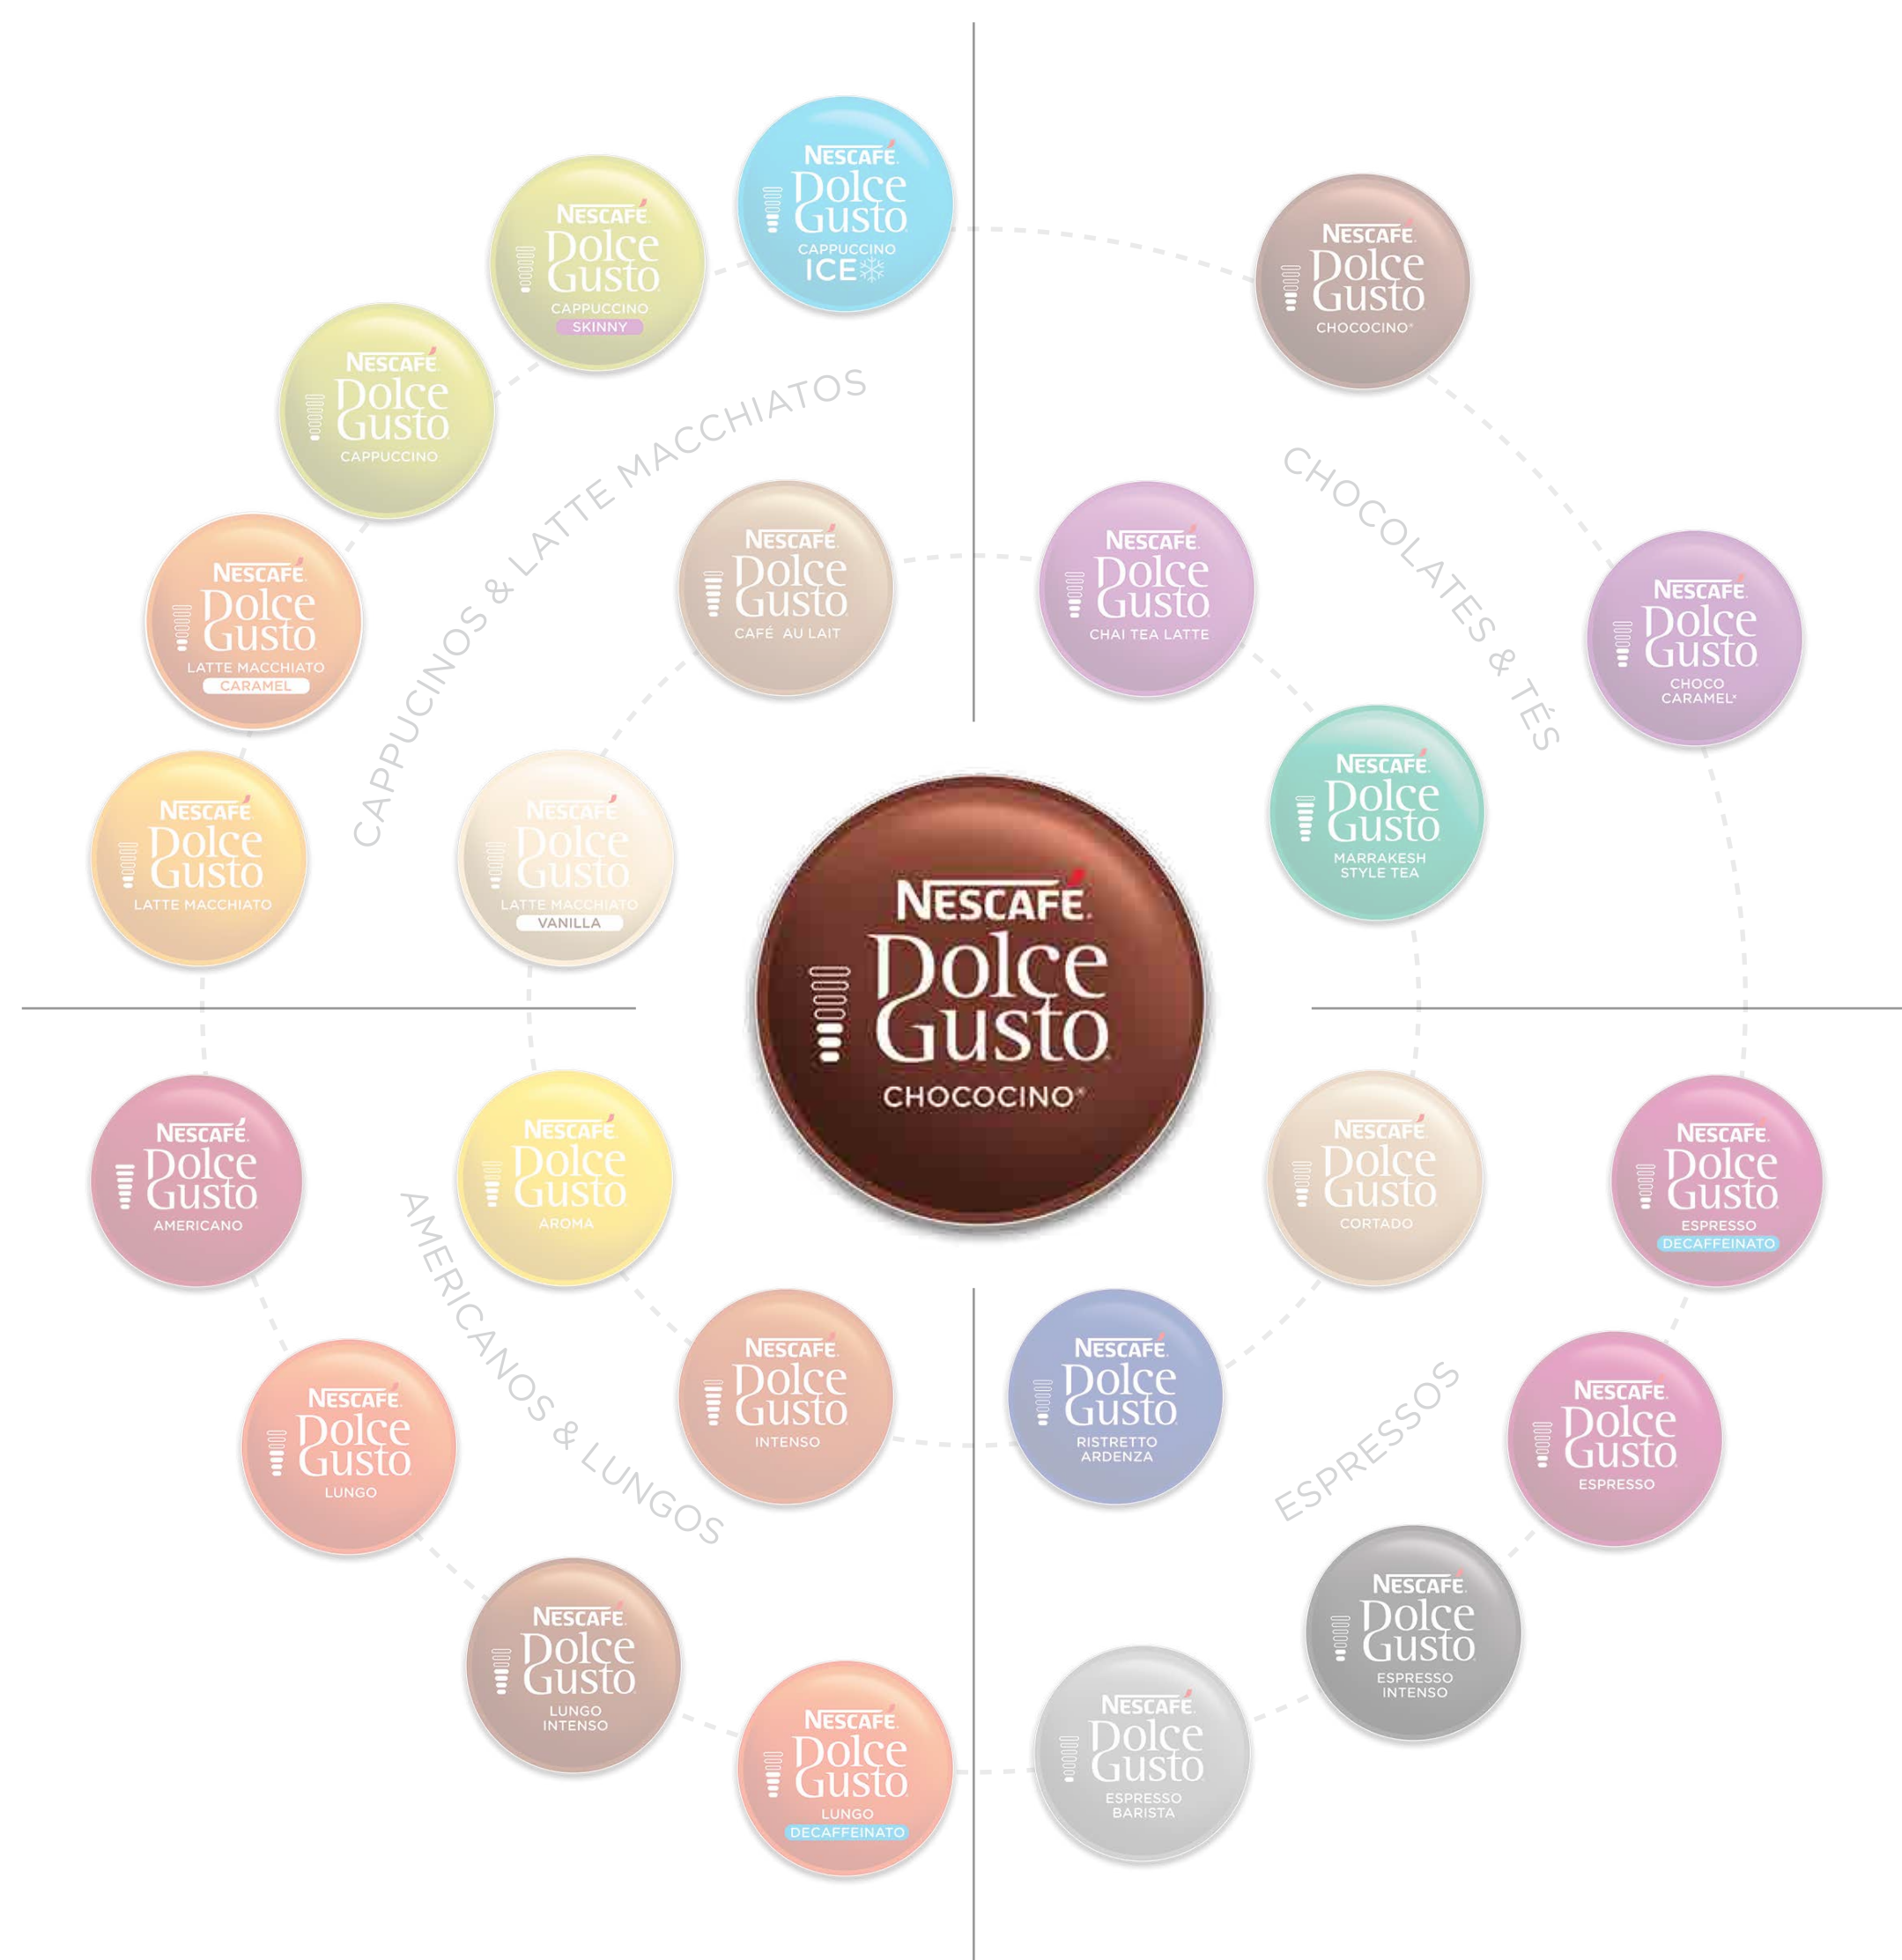 NESCAFÉ
Dolce
Gusto
CAPPUCCINO
ICE
NESCAFÉ
Dolce
Gusto
CAPPUCCINO
SKINNY
NESCAFÉ
Dolce
Gusto
CAPPUCCINO
NESCAFÉ
Dolce
Gusto
LATTE MACCHIATO
CARAMEL
NESCAFÉ
Dolce
Gusto
LATTE MACCHIATO
CAPPUCINOS & LATTE MACCHIATOS
NESCAFÉ
Dolce
Gusto
CAFÉ AU LAIT
NESCAFÉ
Dolce
Gusto
LATTE MACCHIATO
VANILLA
NESCAFÉ
Dolce
Gusto
CHOCOCINO®
CHOCOLATES & TÉS
NESCAFÉ
Dolce
Gusto
CHAI TEA LATTE
NESCAFÉ
Dolce
Gusto
CHOCO
CARAMEL*
NESCAFÉ
Dolce
Gusto
MARRAKESH
STYLE TEA
NESCAFÉ.
Dolce
Gusto
CHOCOCINO®
NESCAFÉ
Dolce
Gusto
AMERICANO
NESCAFÉ
Dolce
Gusto
AROMA
AMERICANOS & LUNGOS
NESCAFÉ
Dolce
Gusto
INTENSO
NESCAFÉ
Dolce
Gusto
LUNGO
NESCAFÉ
Dolce
Gusto
LUNGO
INTENSO
NESCAFÉ
Dolce
Gusto
LUNGO
DECAFFEINATO
NESCAFÉ
Dolce
Gusto
CORTADO
NESCAFÉ
Dolce
Gusto
ESPRESSO
DECAFFEINATO
NESCAFÉ
Dolce
Gusto
RISTRETTO
ARDENZA
ESPRESSOS
NESCAFÉ
Dolce
Gusto
ESPRESSO
NESCAFÉ
Dolce
Gusto
ESPRESSO
INTENSO
NESCAFÉ
Dolce
Gusto
ESPRESSO
BARISTA